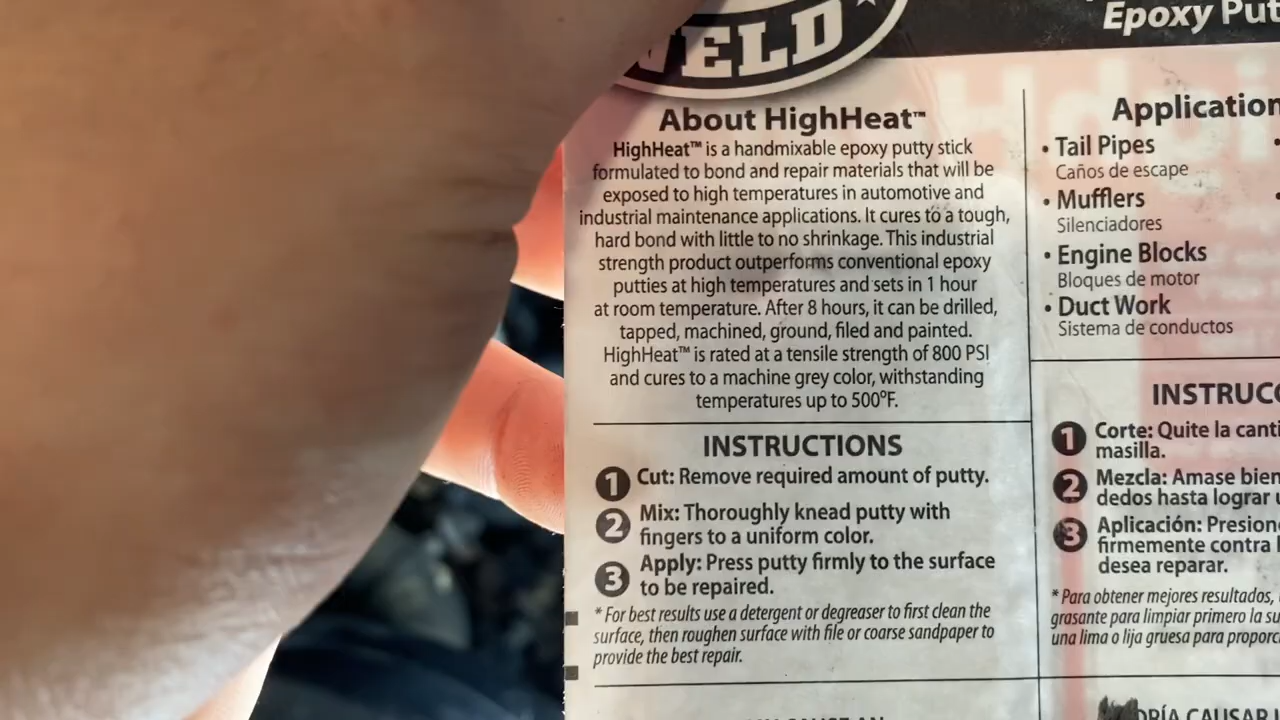 WELD
Epoxy
About HighHeat™
HighHeat™ is a handmixable epoxy putty stick
formulated to bond and repair materials that will be
exposed to high temperatures in automotive and
industrial maintenance applications. It cures to a tough,
hard bond with little to no shrinkage. This industrial
strength product outperforms conventional epoxy
putties at high temperatures and sets in 1 hour
at room temperature. After 8 hours, it can be drilled,
tapped, machined, ground, filed and painted.
HighHeat™ is rated at a tensile strength of 800 PSI
and cures to a machine grey color, withstanding
temperatures up to 500°F.
INSTRUCTIONS
1 Cut: Remove required amount of putty.
2 Mix: Thoroughly knead putty with
fingers to a uniform color.
3 Apply: Press putty firmly to the surface
to be repaired.
* For best results use a detergent or degreaser to first clean the
surface, then roughen surface with file or coarse sandpaper to
provide the best repair.
Application
• Tail Pipes
Caños de escape
• Mufflers
Silenciadores
• Engine Blocks
Bloques de motor
• Duct Work
Sistema de conductos
INSTRUCC
1 Corte: Quite la canti
masilla.
2 Mezcla: Amase bien
dedos hasta lograr u
3 Aplicación: Presion
firmemente contra l
desea reparar.
* Para obtener mejores resultados,
grasante para limpiar primero la su
una lima o lija gruesa para proporc
CAUSE AN
CAUSAR